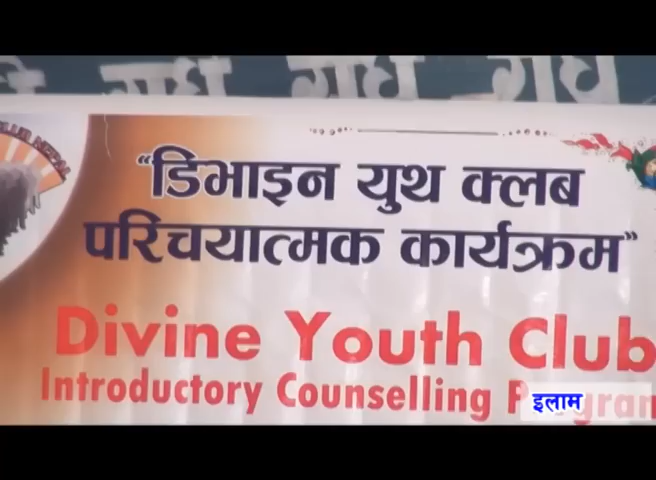 “डिभाइन युथ क्लब
परिचयात्मक कार्यक्रम”
Divine Youth Club
Introductory Counselling
इलाम